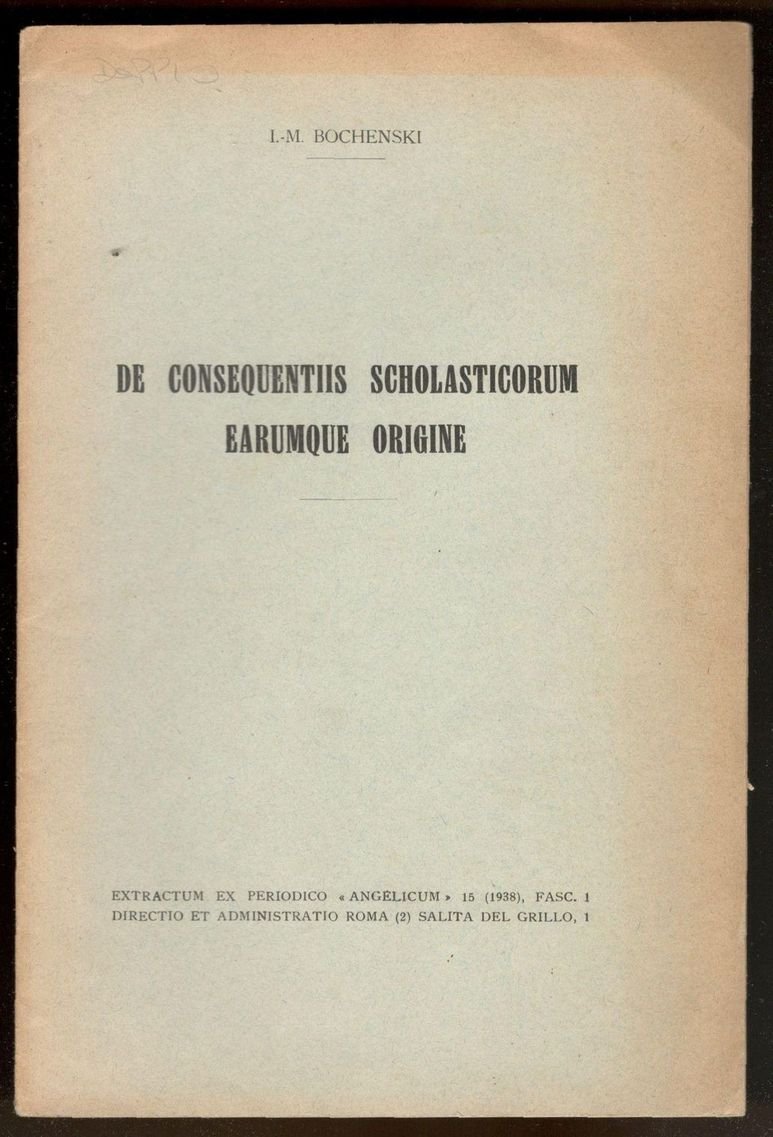 DOPPIO
I.-M. BOCHENSKI
DE CONSEQUENTIIS SCHOLASTICORUM
EARUMQUE ORIGINE
EXTRACTUM EX PERIODICO « ANGELICUM » 15 (1938), FASC. 1
DIRECTIO ET ADMINISTRATIO ROMA (2) SALITA DEL GRILLO, 1